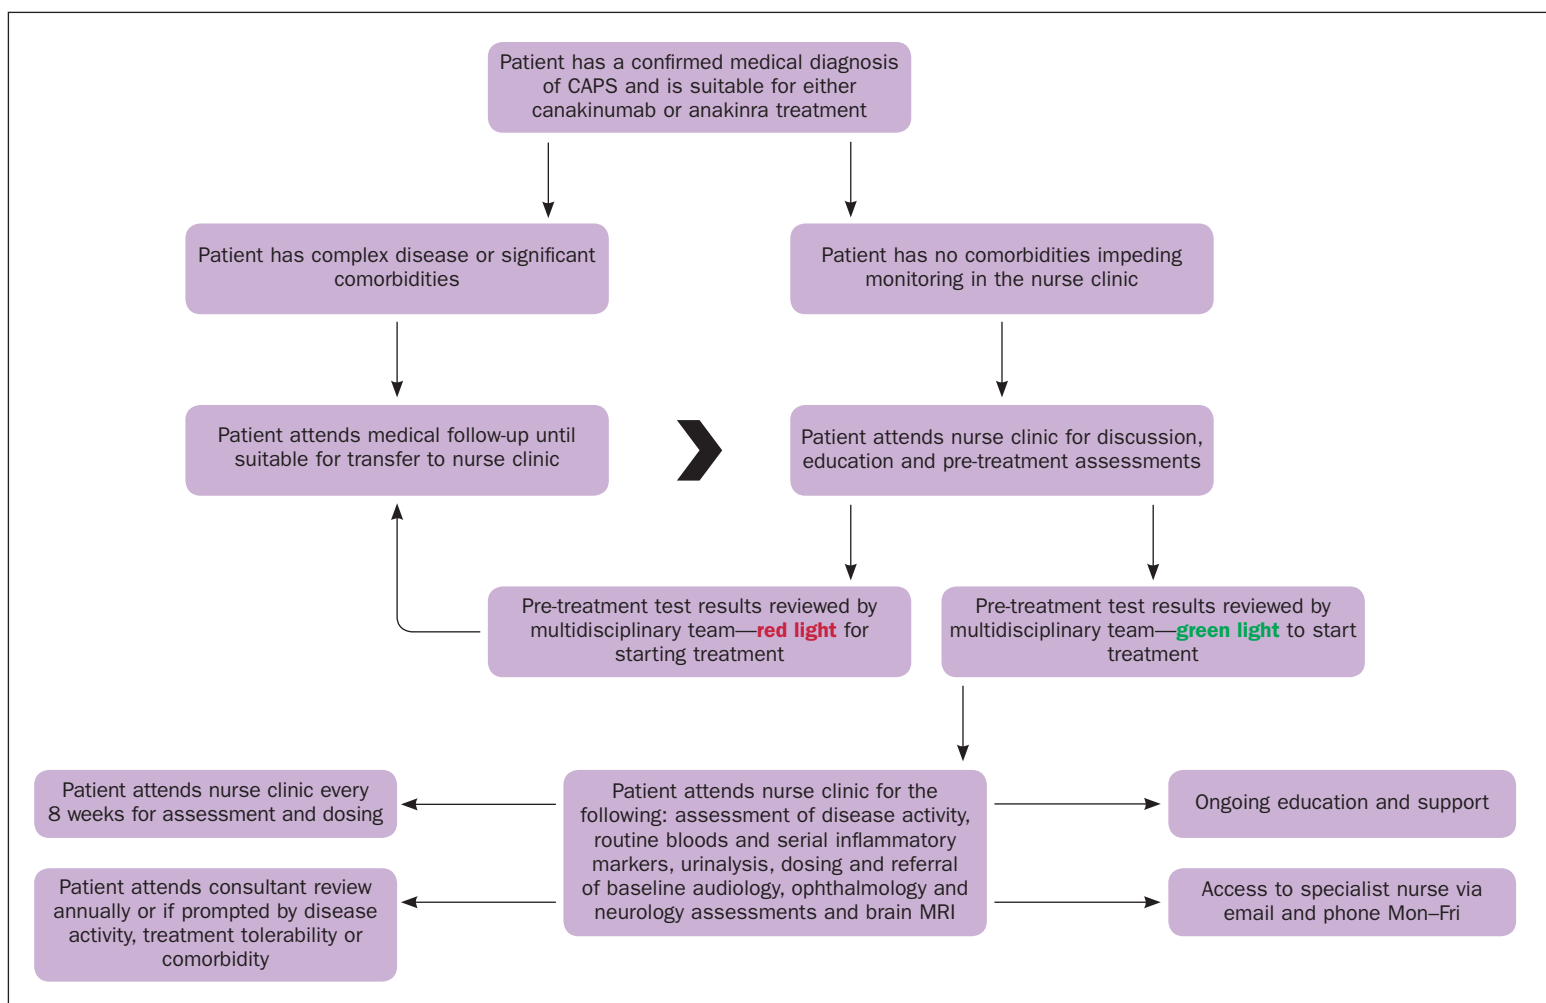 Patient has a confirmed medical diagnosis
of CAPS and is suitable for either
canakinumab or anakinra treatment
Patient has complex disease or significant
comorbidities
Patient has no comorbidities impeding
monitoring in the nurse clinic
Patient attends medical follow-up until
suitable for transfer to nurse clinic
Patient attends nurse clinic for discussion,
education and pre-treatment assessments
Pre-treatment test results reviewed by
multidisciplinary team—red light for
starting treatment
Pre-treatment test results reviewed by
multidisciplinary team—green light to start
treatment
Patient attends nurse clinic every
8 weeks for assessment and dosing
Patient attends consultant review
annually or if prompted by disease
activity, treatment tolerability or
comorbidity
Patient attends nurse clinic for the
following: assessment of disease activity,
routine bloods and serial inflammatory
markers, urinalysis, dosing and referral
of baseline audiology, ophthalmology and
neurology assessments and brain MRI
Ongoing education and support
Access to specialist nurse via
email and phone Mon–Fri